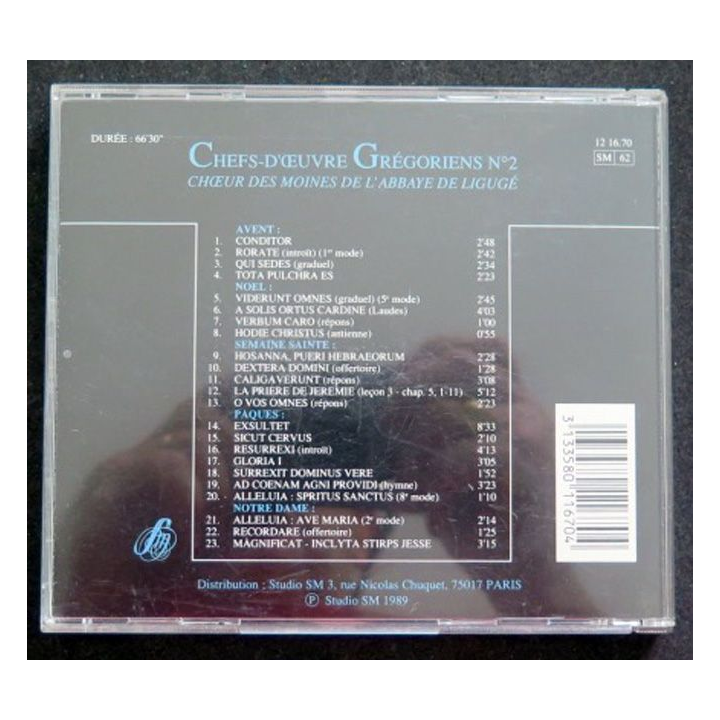 DURÉE : 66'30"
12 16.70
SM 62
CHEFS-D'ŒUVRE GRÉGORIENS N°2
CHŒUR DES MOINES DE L'ABBAYE DE LIGUGÉ
AVENT :
1. CONDITOR 2'48
2. RORATE (introït) (1er mode) 2'42
3. QUI SEDES (graduel) 2'34
4. TOTA PULCHRA ES 2'23
NOEL :
5. VIDERUNT OMNES (graduel) (5e mode) 2'45
6. A SOLIS ORTUS CARDINE (Laudes) 4'03
7. VERBUM CARO (répons) 1'00
8. HODIE CHRISTUS (antienne) 0'55
SEMAINE SAINTE :
9. HOSANNA, PUERI HEBRAEORUM 2'28
10. DEXTERA DOMINI (offertoire) 1'28
11. CALIGAVERUNT (répons) 3'08
12. LA PRIERE DE JEREMIE (leçon 3 - chap. 5, 1-11) 5'12
13. O VOS OMNES (répons) 2'23
PAQUES :
14. EXSULTET 8'33
15. SICUT CERVUS 2'10
16. RESURREXI (introït) 4'13
17. GLORIA I 3'05
18. SURREXIT DOMINUS VERE 1'52
19. AD COENAM AGNI PROVIDI (hymne) 3'23
20. ALLELUIA : SPRITUS SANCTUS (8e mode) 1'10
NOTRE DAME :
21. ALLELUIA : AVE MARIA (2e mode) 2'14
22. RECORDARE (offertoire) 1'25
23. MAGNIFICAT - INCLYTA STIRPS JESSE 3'15
3 133580 116704
Distribution : Studio SM 3, rue Nicolas Chuquet, 75017 PARIS
Ⓟ Studio SM 1989